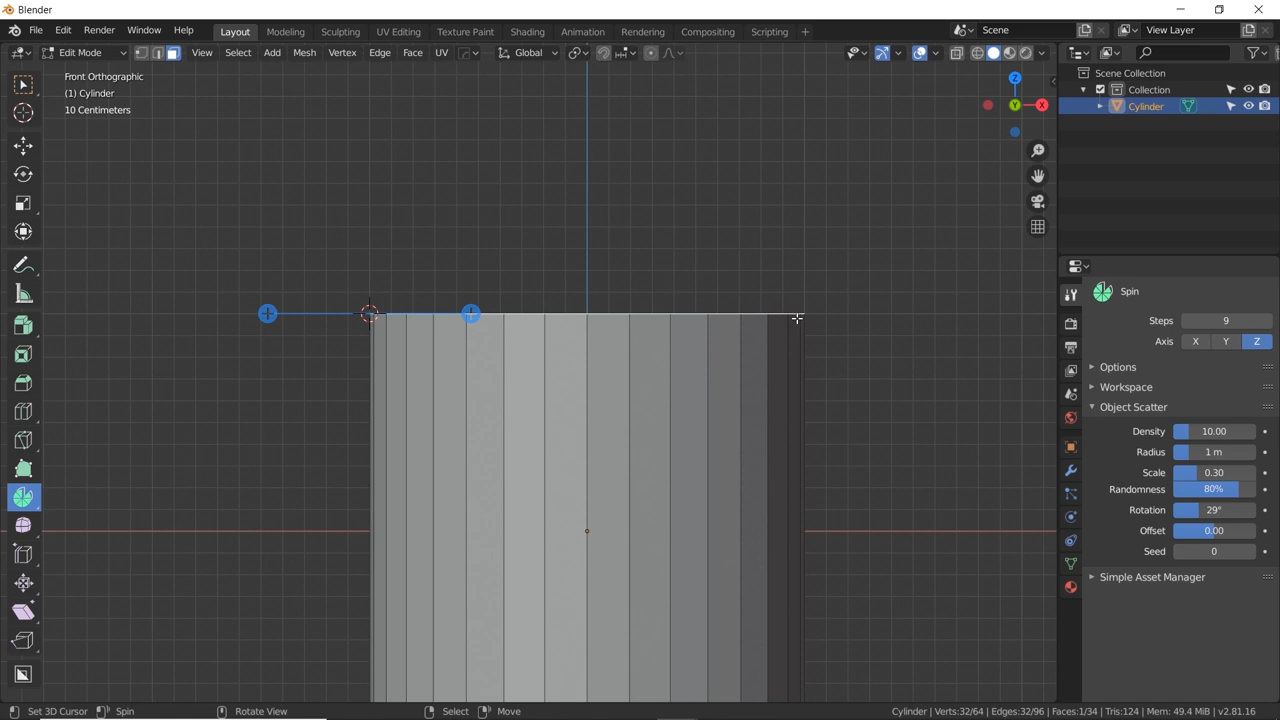 Blender
File Edit Render Window Help Layout Modeling Sculpting UV Editing Texture Paint Shading Animation Rendering Compositing Scripting + Scene View Layer
Edit Mode View Select Add Mesh Vertex Edge Face UV Global
Front Orthographic
(1) Cylinder
10 Centimeters
Z
Y
X
Scene Collection
Collection
Cylinder
Spin
Steps 9
Axis X Y Z
Options
Workspace
Object Scatter
Density 10.00
Radius 1 m
Scale 0.30
Randomness 80%
Rotation 29°
Offset 0.00
Seed 0
Simple Asset Manager
Set 3D Cursor Spin Rotate View Select Move Cylinder | Verts:32/64 | Edges:32/96 | Faces:1/34 | Tris:124 | Mem: 49.4 MiB | v2.81.16